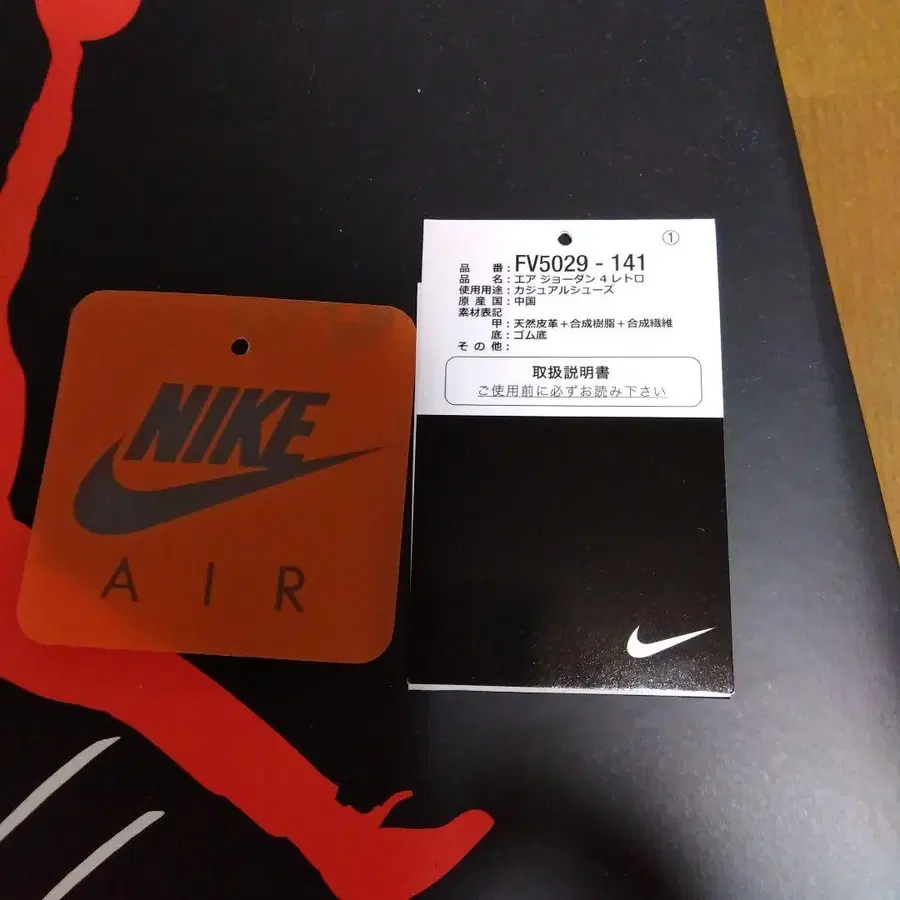 NIKE
AIR
①
品 番 : FV5029 - 141
品 名 : エア ジョーダン 4 レトロ
使用用途 : カジュアルシューズ
原 産 国 : 中国
素材表記
甲 : 天然皮革+合成樹脂+合成繊維
底 : ゴム底
そ の 他 :
取扱説明書
ご使用前に必ずお読み下さい